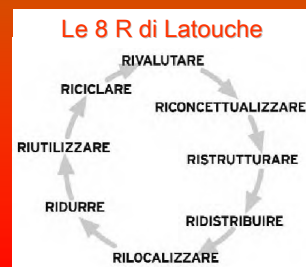 Le 8 R di Latouche
RIVALUTARE
RICONCETTUALIZZARE
RISTRUTTURARE
RIDISTRIBUIRE
RILOCALIZZARE
RIDURRE
RIUTILIZZARE
RICICLARE